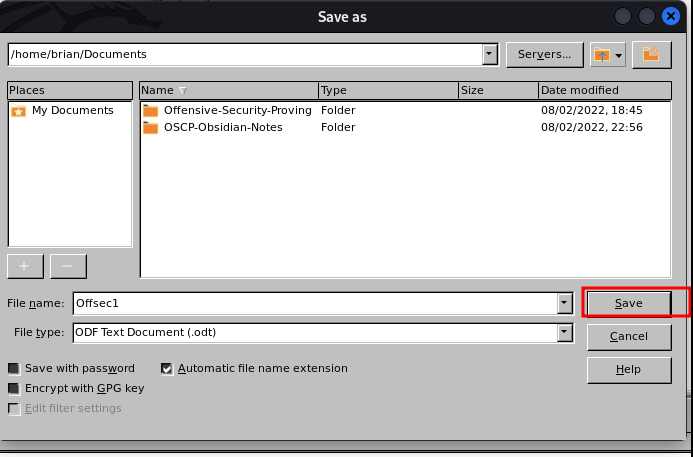 Save as
/home/brian/Documents
Servers...
Places
Name Type Size Date modified
My Documents
Offensive-Security-Proving Folder 08/02/2022, 18:45
OSCP-Obsidian-Notes Folder 08/02/2022, 22:56
File name: Offsec1 Save
File type: ODF Text Document (.odt) Cancel
Save with password Automatic file name extension Help
Encrypt with GPG key
Edit filter settings